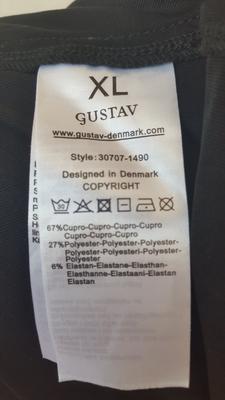 XL
GUSTAV
www.gustav-denmark.com
Style: 30707-1490
Designed in Denmark
COPYRIGHT
30
67%Cupro-Cupro-Cupro-Cupro
Cupro-Cupro-Cupro
27%Polyester-Polyester-Polyester-
Polyester-Polyesteri-Polyester-
Polyester
6% Elastan-Elastane-Elasthan-
Elasthanne-Elastaani-Elastan
Elastan